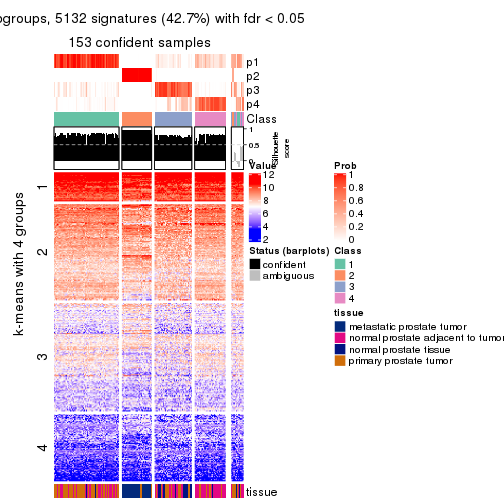 ogroups, 5132 signatures (42.7%) with fdr < 0.05
153 confident samples
p1
p2
p3
p4
Class
1
0.5
0
Silhouette
score
k-means with 4 groups
1
2
3
4
tissue
Value
12
10
8
6
4
2
Status (barplots)
confident
ambiguous
Prob
1
0.8
0.6
0.4
0.2
0
Class
1
2
3
4
tissue
metastatic prostate tumor
normal prostate adjacent to tumor
normal prostate tissue
primary prostate tumor